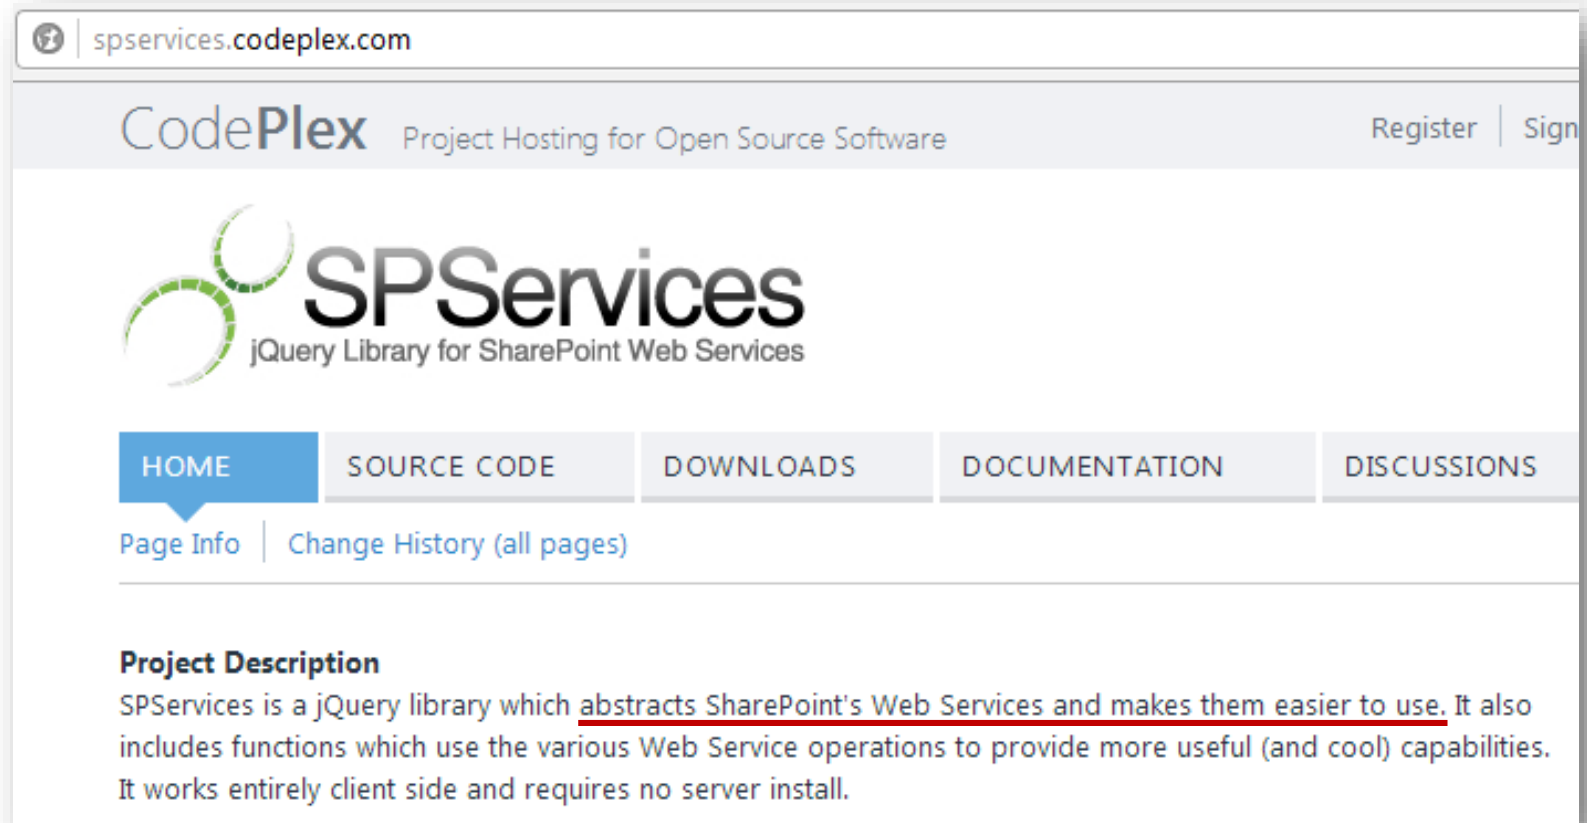 spservices.codeplex.com
CodePlex Project Hosting for Open Source Software Register Sign
SPServices
jQuery Library for SharePoint Web Services
HOME SOURCE CODE DOWNLOADS DOCUMENTATION DISCUSSIONS
Page Info Change History (all pages)
Project Description
SPServices is a jQuery library which abstracts SharePoint's Web Services and makes them easier to use. It also
includes functions which use the various Web Service operations to provide more useful (and cool) capabilities.
It works entirely client side and requires no server install.